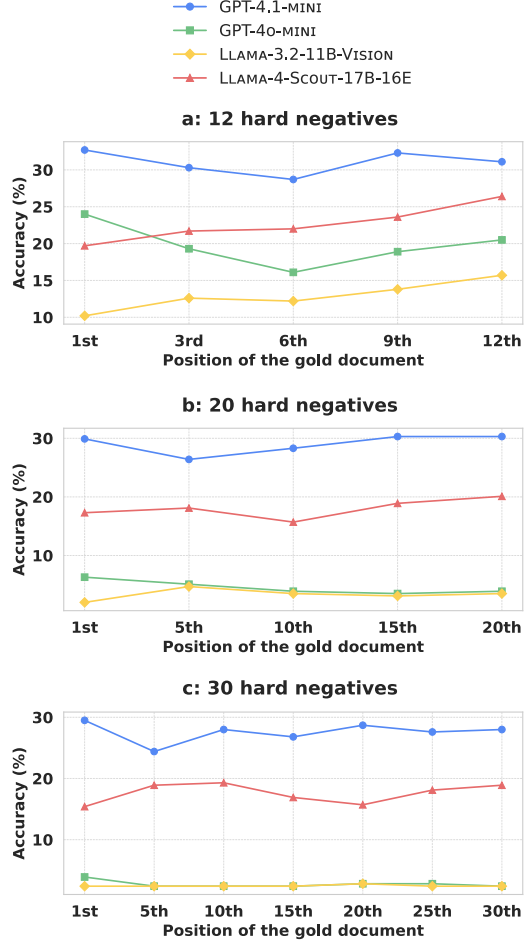 GPT-4.1-MINI
GPT-4O-MINI
LLAMA-3.2-11B-VISION
LLAMA-4-SCOUT-17B-16E
a: 12 hard negatives
30
25
20
15
10
Accuracy (%)
1st 3rd 6th 9th 12th
Position of the gold document
b: 20 hard negatives
30
20
10
Accuracy (%)
1st 5th 10th 15th 20th
Position of the gold document
c: 30 hard negatives
30
20
10
Accuracy (%)
1st 5th 10th 15th 20th 25th 30th
Position of the gold document